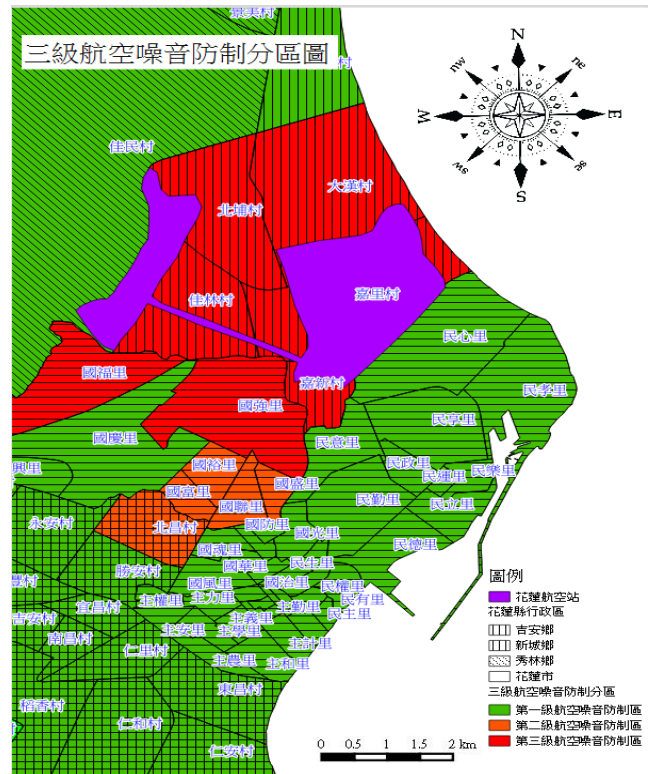 景美村
三級航空噪音防制分區圖
村
N
nw
ne
W
E
sw
se
S
佳民村
大漢村
北埔村
嘉里村
佳林村
民心里
國福里
嘉新村
民孝里
國強里
民享里
國慶里
民意里
國裕里
民政里
民樂里
興里
民運里
國富里
國盛里
國聯里
民勤里
民立里
永安村
北昌村
國防里
國光里
民德里
國魂里
勝安村
國華里
民生里
豐村
國風里
國治里
民權里
宜昌村
主權里
主力里
民有里
主勤里
吉安村
主義里
民主里
南昌村
主安里
主學里
仁里村
主計里
主農里
主和里
東昌村
稻香村
仁和村
仁安村
圖例
花蓮航空站
花蓮縣行政區
吉安鄉
新城鄉
秀林鄉
花蓮市
三級航空噪音防制分區
第一級航空噪音防制區
第二級航空噪音防制區
第三級航空噪音防制區
0 0.5 1 2 km